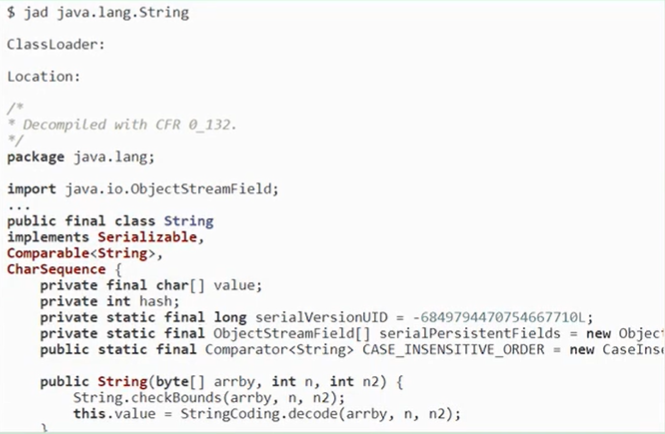 $ jad java.lang.String
ClassLoader:
Location:
/*
* Decompiled with CFR 0_132.
*/
package java.lang;
import java.io.ObjectStreamField;
...
public final class String
implements Serializable,
Comparable<String>,
CharSequence {
private final char[] value;
private int hash;
private static final long serialVersionUID = -6849794470754667710L;
private static final ObjectStreamField[] serialPersistentFields = new Objec
public static final Comparator<String> CASE_INSENSITIVE_ORDER = new CaseInse
public String(byte[] arrby, int n, int n2) {
String.checkBounds(arrby, n, n2);
this.value = StringCoding.decode(arrby, n, n2);
}